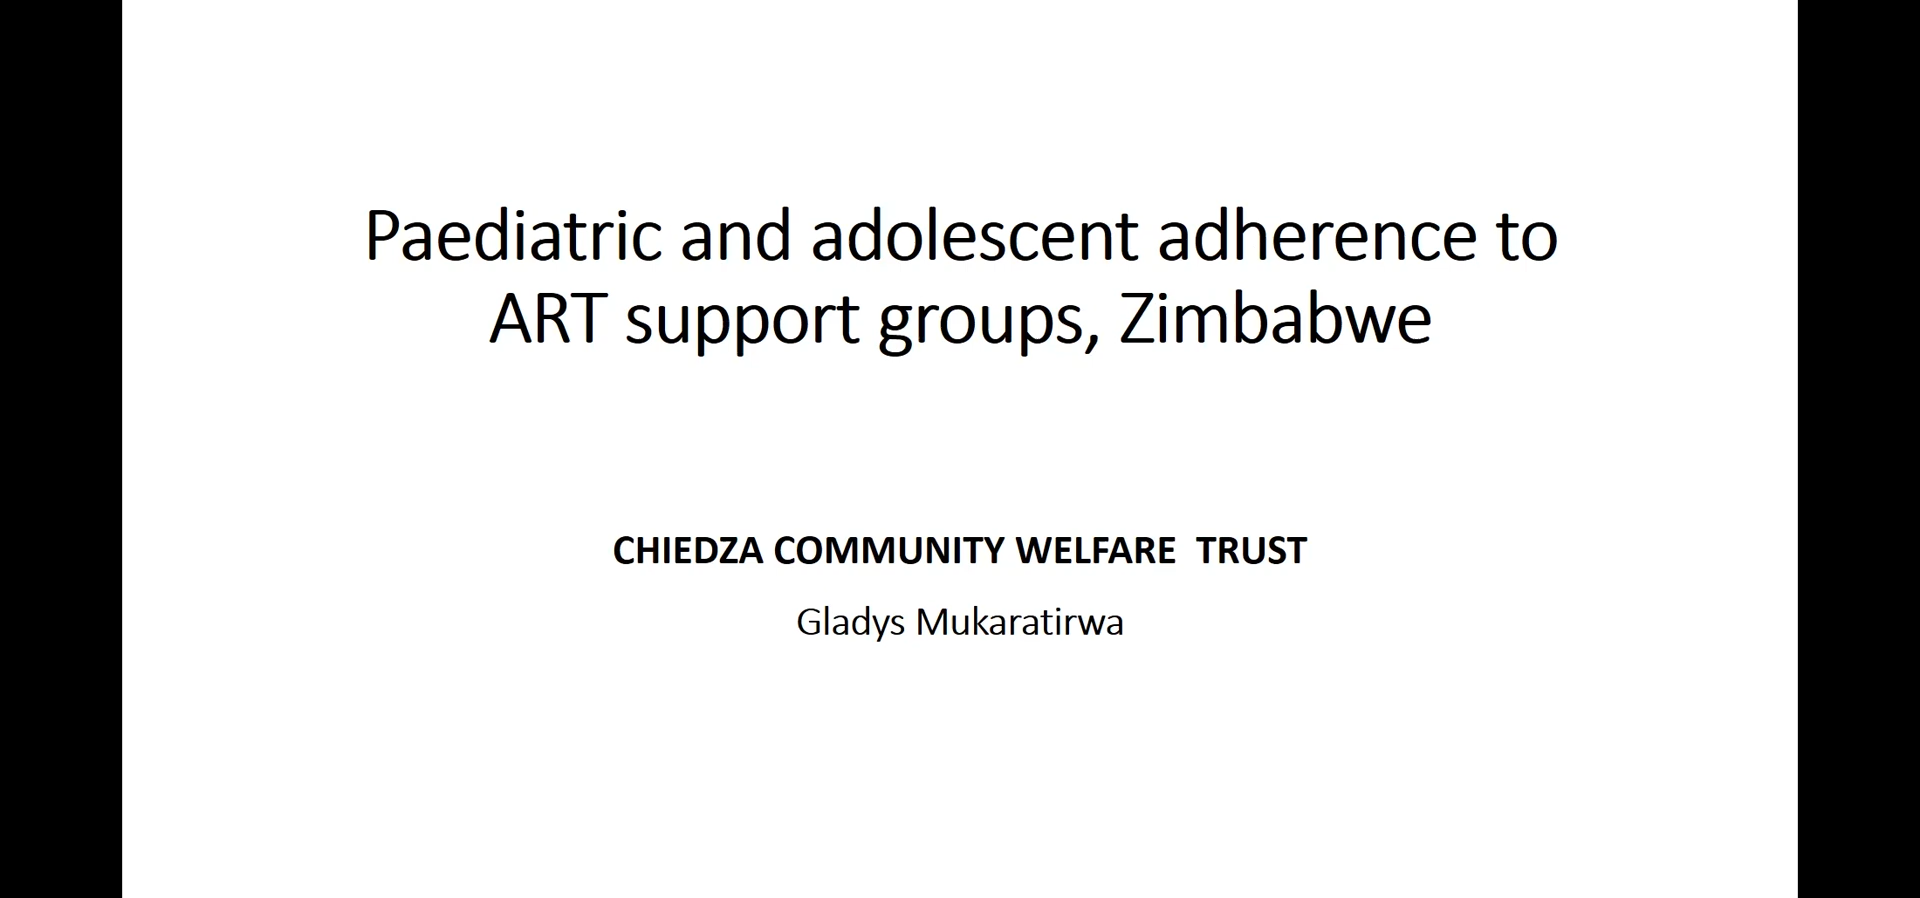 Paediatric and adolescent adherence to
ART support groups, Zimbabwe
CHIEDZA COMMUNITY WELFARE  TRUST
Gladys Mukaratirwa